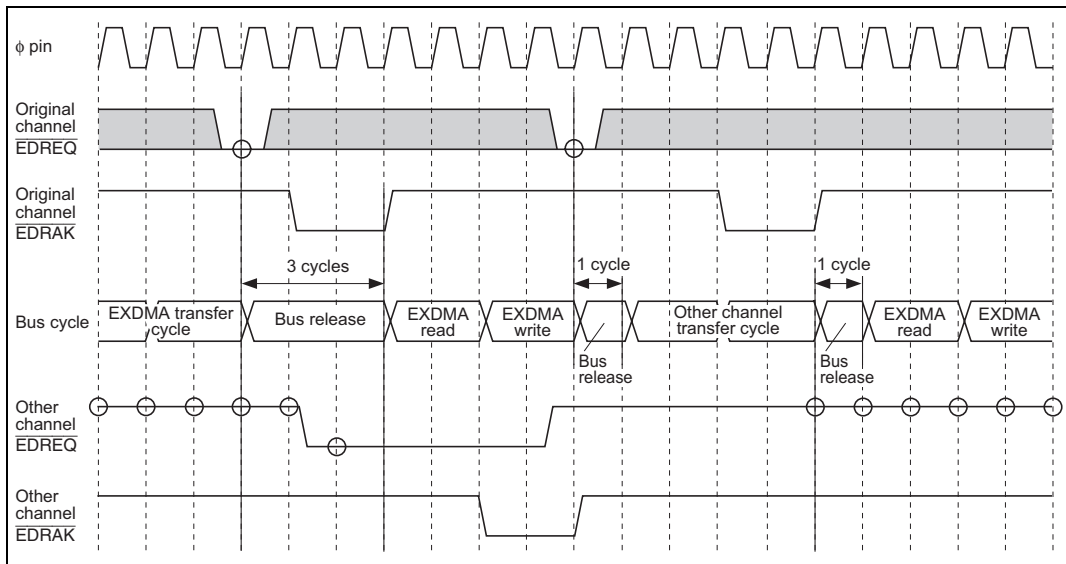 ϕ pin
Original
channel
EDREQ
Original
channel
EDRAK
3 cycles
1 cycle
1 cycle
Bus cycle
EXDMA transfer
cycle
Bus release
EXDMA
read
EXDMA
write
Bus
release
Other channel
transfer cycle
Bus
release
EXDMA
read
EXDMA
write
Other
channel
EDREQ
Other
channel
EDRAK